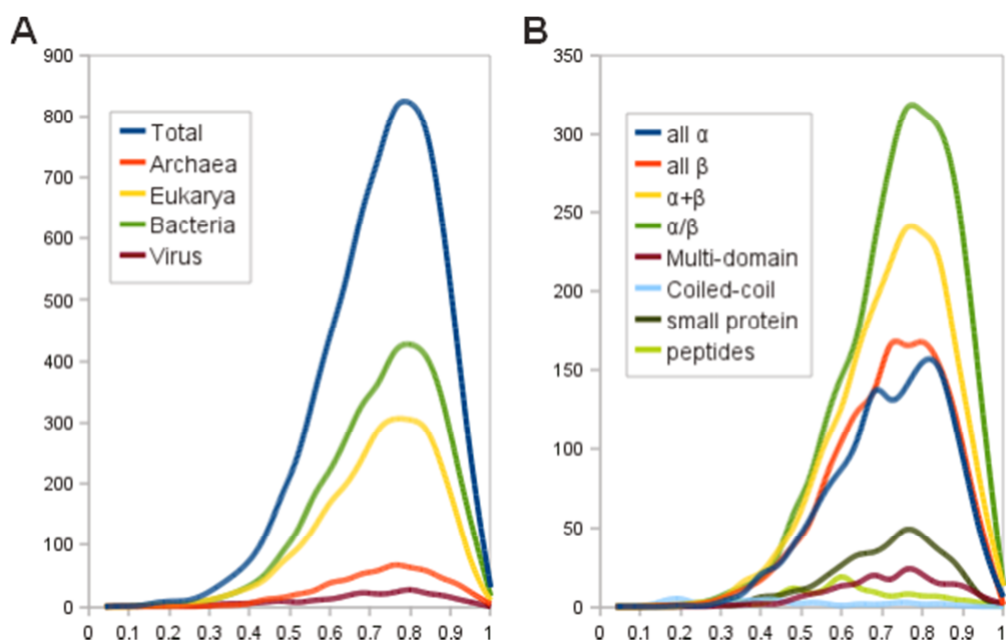 A
B
900
800
700
600
500
400
300
200
100
0
0 0.1 0.2 0.3 0.4 0.5 0.6 0.7 0.8 0.9 1
Total
Archaea
Eukarya
Bacteria
Virus
350
300
250
200
150
100
50
0
0 0.1 0.2 0.3 0.4 0.5 0.6 0.7 0.8 0.9 1
all α
all β
α+β
α/β
Multi-domain
Coiled-coil
small protein
peptides